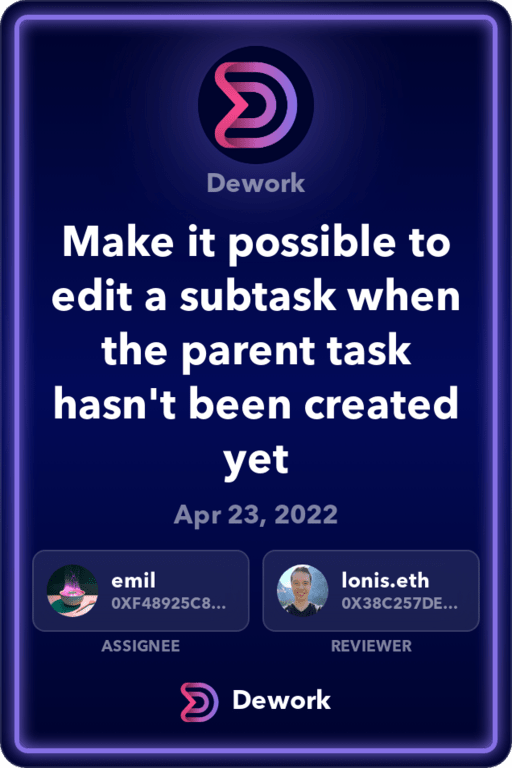 Dework
Make it possible to
edit a subtask when
the parent task
hasn't been created
yet
Apr 23, 2022
emil
0XF48925C8...
lonis.eth
0X38C257DE...
ASSIGNEE
REVIEWER
Dework